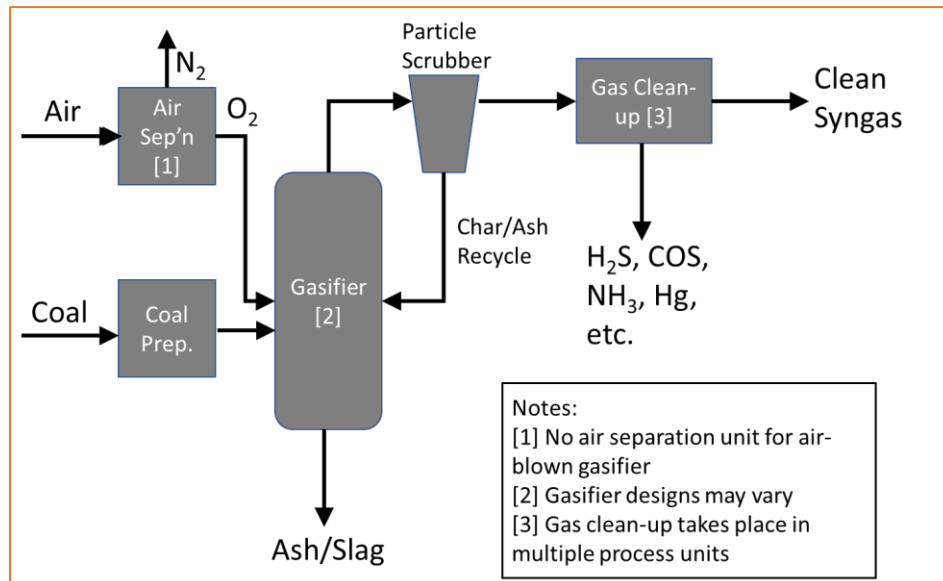 N2
Air
Air
Sep'n
[1]
O2
Particle
Scrubber
Gas Clean-
up [3]
Clean
Syngas
Char/Ash
Recycle
H2S, COS,
NH3, Hg,
etc.
Gasifier
[2]
Coal
Coal
Prep.
Ash/Slag
Notes:
[1] No air separation unit for air-
blown gasifier
[2] Gasifier designs may vary
[3] Gas clean-up takes place in
multiple process units